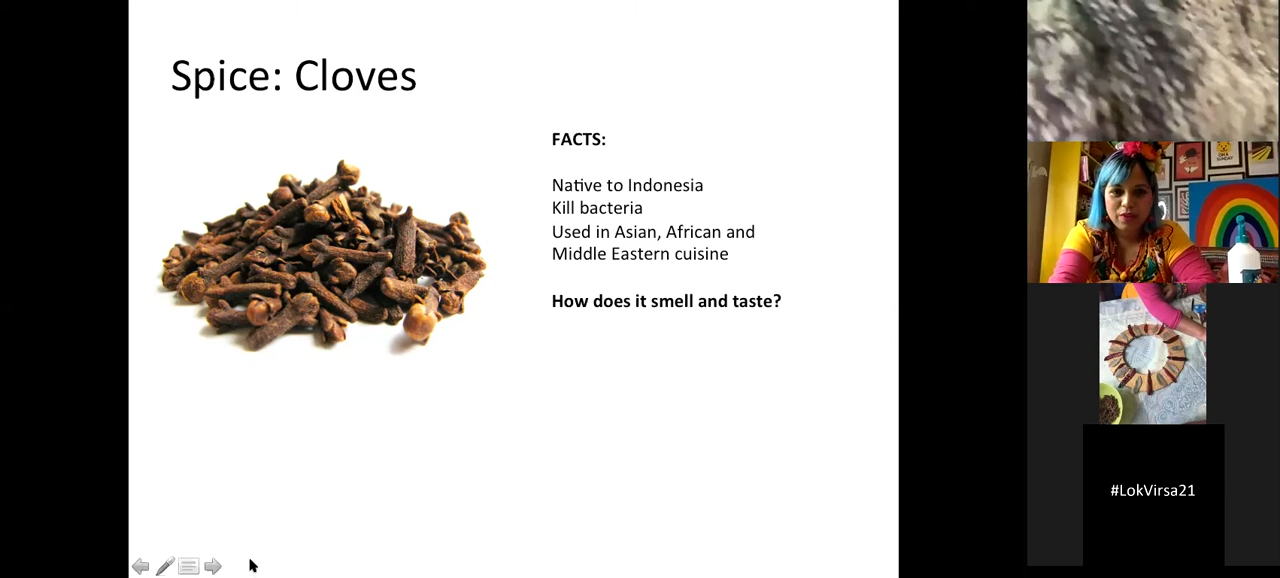 Spice: Cloves
FACTS:
Native to Indonesia
Kill bacteria
Used in Asian, African and
Middle Eastern cuisine
How does it smell and taste?
#LokVirsa21